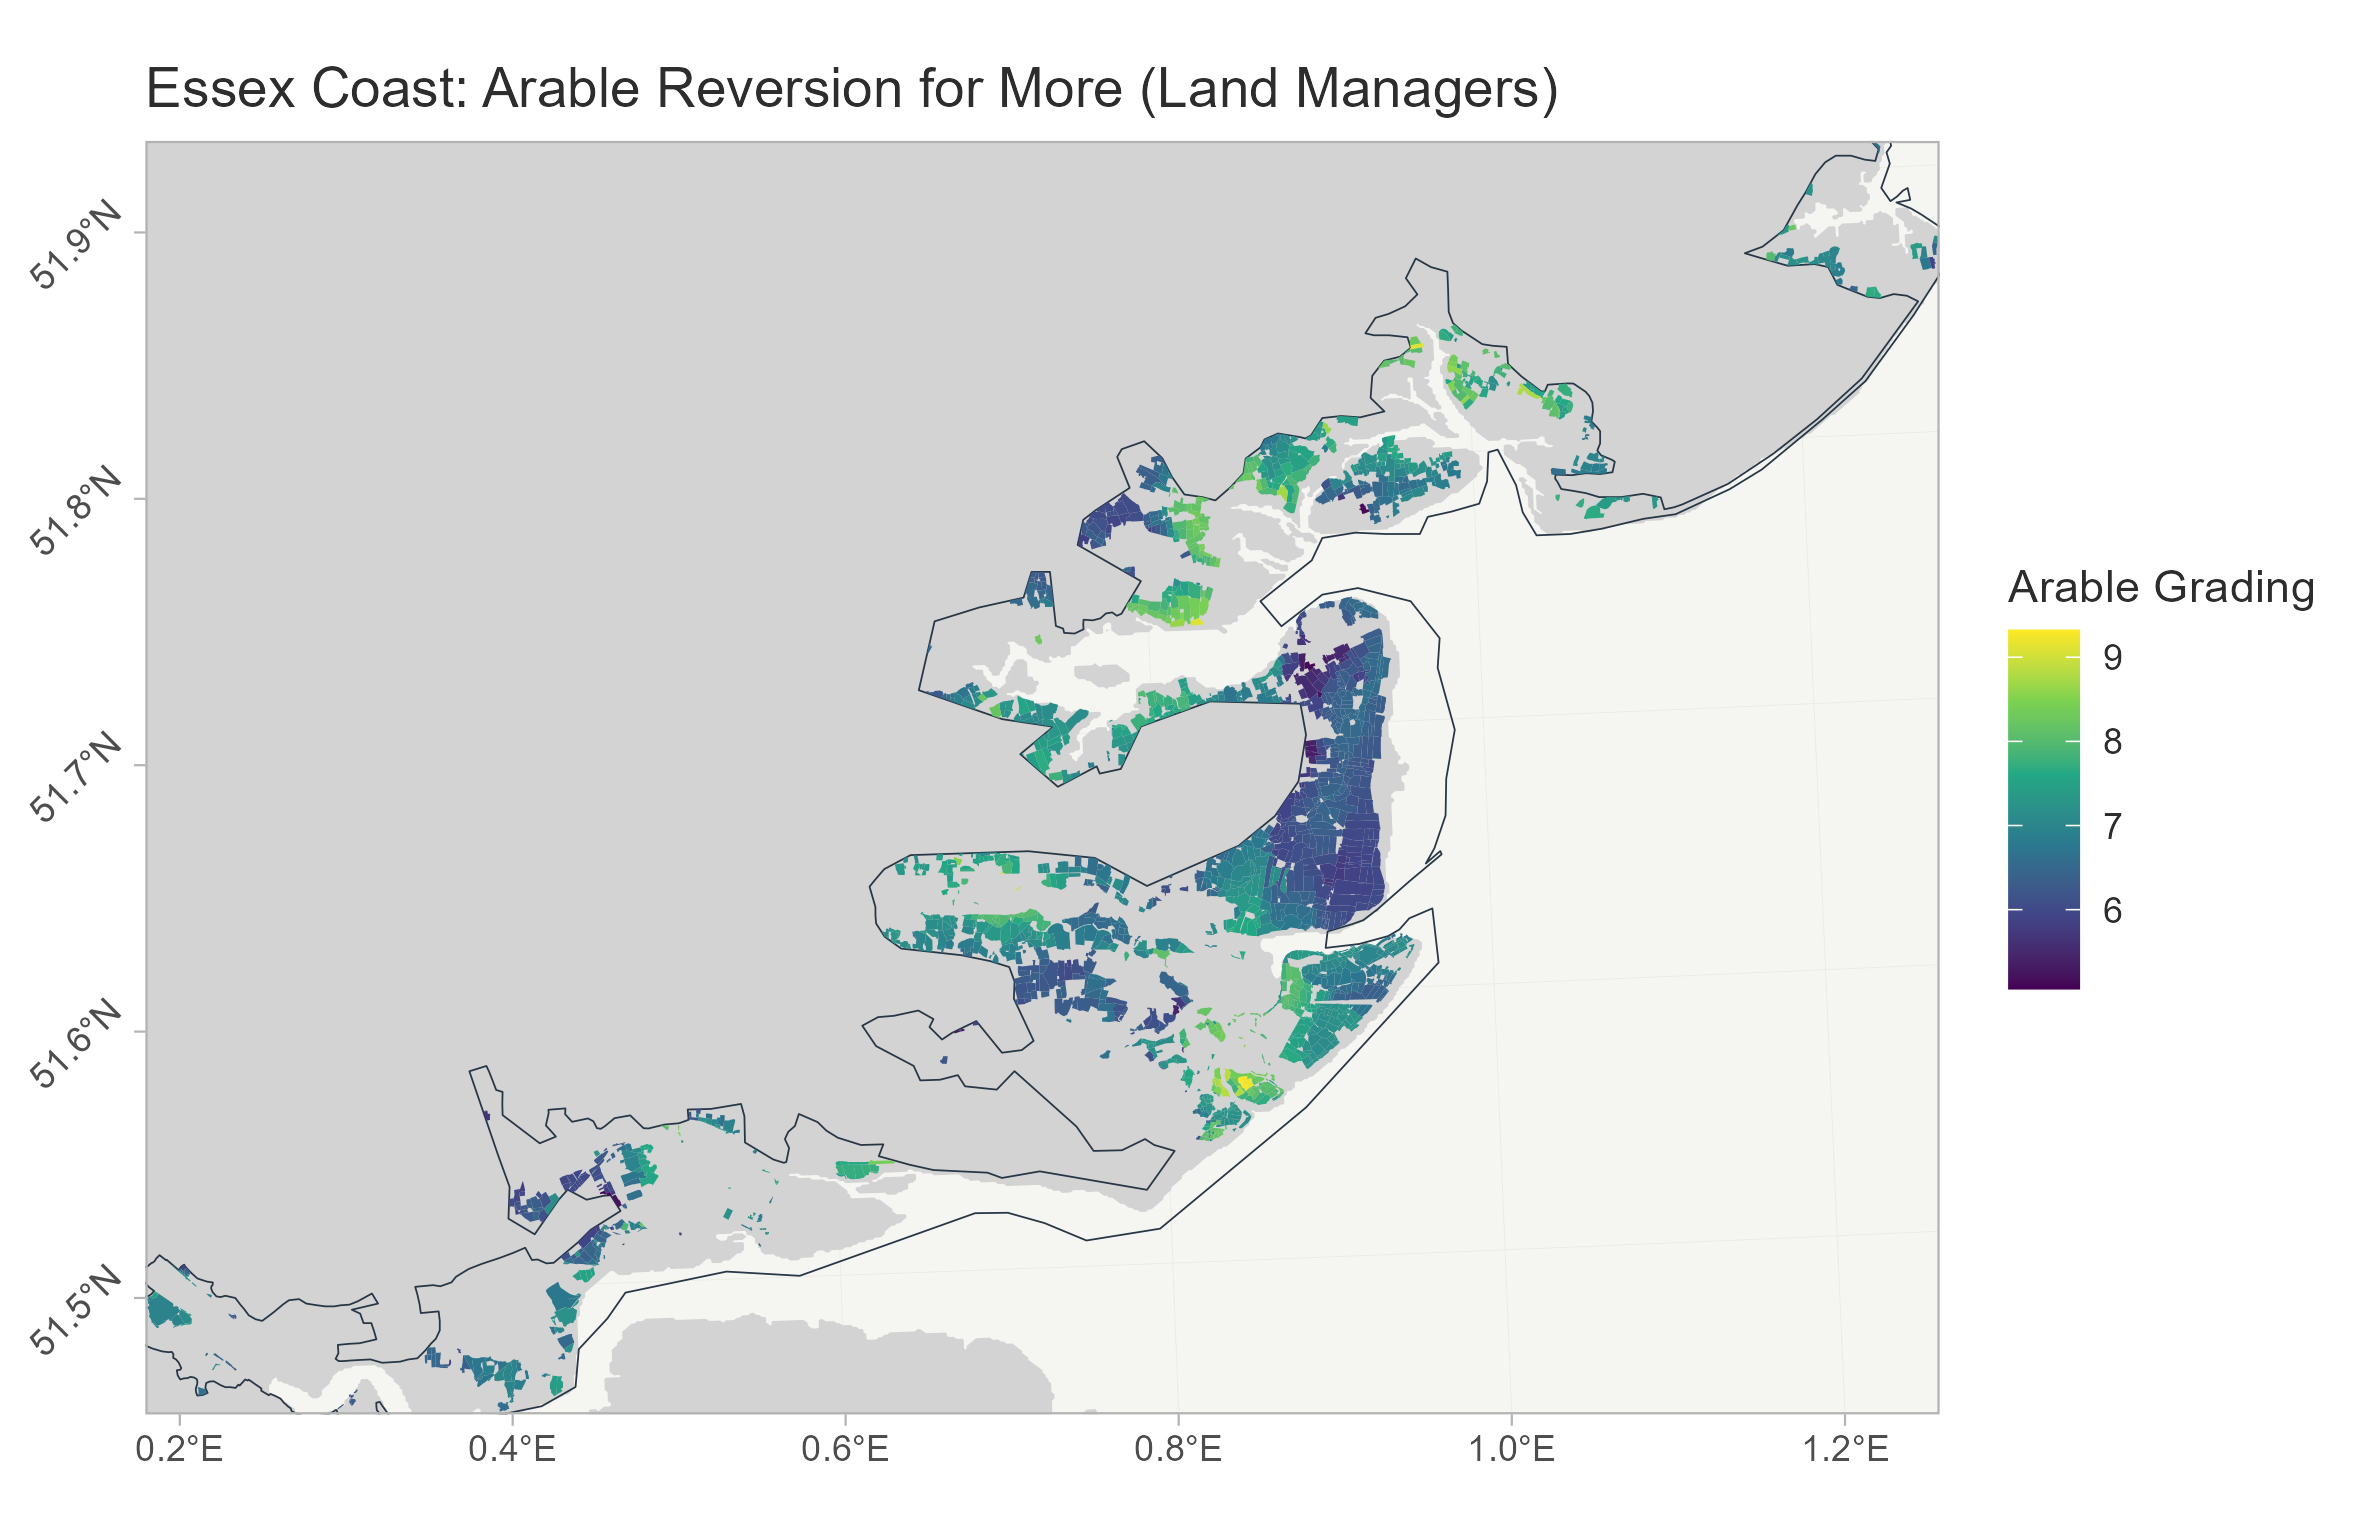 Essex Coast: Arable Reversion for More (Land Managers)
51.9°N
51.8°N
51.7°N
51.6°N
51.5°N
0.2°E
0.4°E
0.6°E
0.8°E
1.0°E
1.2°E
Arable Grading
9
8
7
6